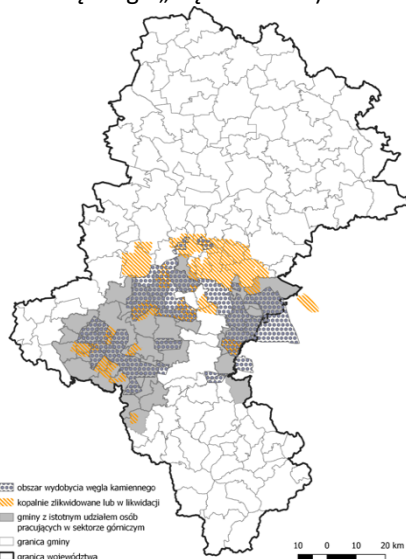 obszar wydobycia węgla kamiennego
kopalnie zlikwidowane lub w likwidacji
gminy z istotnym udziałem osób
pracujących w sektorze górniczym
granica gminy
granica województwa
10 0 10 20 km